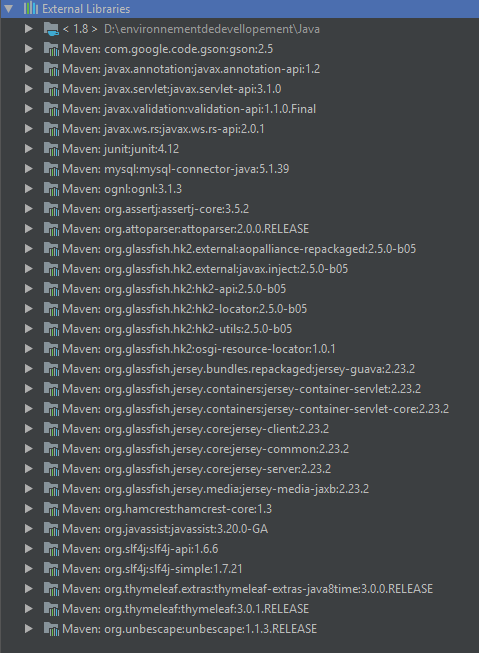 External Libraries
< 1.8 > D:\environnementdedevellopement\Java
Maven: com.google.code.gson:gson:2.5
Maven: javax.annotation:javax.annotation-api:1.2
Maven: javax.servlet:javax.servlet-api:3.1.0
Maven: javax.validation:validation-api:1.1.0.Final
Maven: javax.ws.rs:javax.ws.rs-api:2.0.1
Maven: junit:junit:4.12
Maven: mysql:mysql-connector-java:5.1.39
Maven: ognl:ognl:3.1.3
Maven: org.assertj:assertj-core:3.5.2
Maven: org.attoparser:attoparser:2.0.0.RELEASE
Maven: org.glassfish.hk2.external:aopalliance-repackaged:2.5.0-b05
Maven: org.glassfish.hk2.external:javax.inject:2.5.0-b05
Maven: org.glassfish.hk2:hk2-api:2.5.0-b05
Maven: org.glassfish.hk2:hk2-locator:2.5.0-b05
Maven: org.glassfish.hk2:hk2-utils:2.5.0-b05
Maven: org.glassfish.hk2:osgi-resource-locator:1.0.1
Maven: org.glassfish.jersey.bundles.repackaged:jersey-guava:2.23.2
Maven: org.glassfish.jersey.containers:jersey-container-servlet:2.23.2
Maven: org.glassfish.jersey.containers:jersey-container-servlet-core:2.23.2
Maven: org.glassfish.jersey.core:jersey-client:2.23.2
Maven: org.glassfish.jersey.core:jersey-common:2.23.2
Maven: org.glassfish.jersey.core:jersey-server:2.23.2
Maven: org.glassfish.jersey.media:jersey-media-jaxb:2.23.2
Maven: org.hamcrest:hamcrest-core:1.3
Maven: org.javassist:javassist:3.20.0-GA
Maven: org.slf4j:slf4j-api:1.6.6
Maven: org.slf4j:slf4j-simple:1.7.21
Maven: org.thymeleaf.extras:thymeleaf-extras-java8time:3.0.0.RELEASE
Maven: org.thymeleaf:thymeleaf:3.0.1.RELEASE
Maven: org.unbescape:unbescape:1.1.3.RELEASE